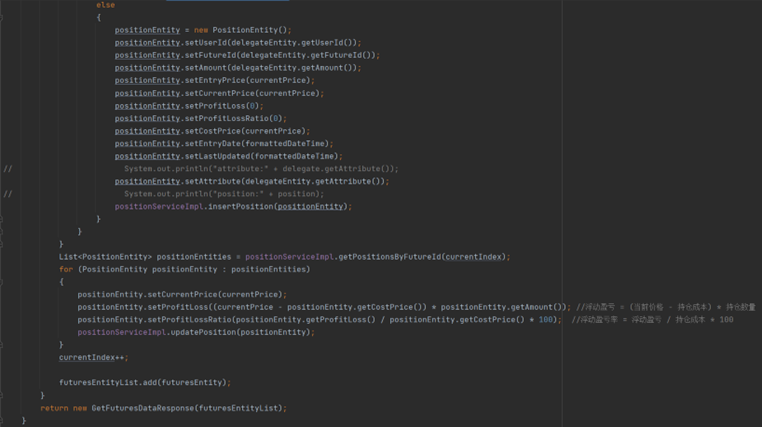 else
{
positionEntity = new PositionEntity();
positionEntity.setUserId(delegateEntity.getUserId());
positionEntity.setFutureId(delegateEntity.getFutureId());
positionEntity.setAmount(delegateEntity.getAmount());
positionEntity.setEntryPrice(currentPrice);
positionEntity.setCurrentPrice(currentPrice);
positionEntity.setProfitLoss(0);
positionEntity.setProfitLossRatio(0);
positionEntity.setCostPrice(currentPrice);
positionEntity.setEntryDate(formattedDateTime);
positionEntity.setLastUpdated(formattedDateTime);
// System.out.println("attribute:" + delegate.getAttribute());
positionEntity.setAttribute(delegateEntity.getAttribute());
// System.out.println("position:" + position);
positionServiceImpl.insertPosition(positionEntity);
}
}
}
List<PositionEntity> positionEntities = positionServiceImpl.getPositionsByFutureId(currentIndex);
for (PositionEntity positionEntity : positionEntities)
{
positionEntity.setCurrentPrice(currentPrice);
positionEntity.setProfitLoss((currentPrice - positionEntity.getCostPrice()) * positionEntity.getAmount()); //浮动盈亏 = (当前价格 - 持仓成本) * 持仓数量
positionEntity.setProfitLossRatio(positionEntity.getProfitLoss() / positionEntity.getCostPrice() * 100); //浮动盈亏率 = 浮动盈亏 / 持仓成本 * 100
positionServiceImpl.updatePosition(positionEntity);
}
currentIndex++;
futuresEntityList.add(futuresEntity);
}
return new GetFuturesDataResponse(futuresEntityList);
}